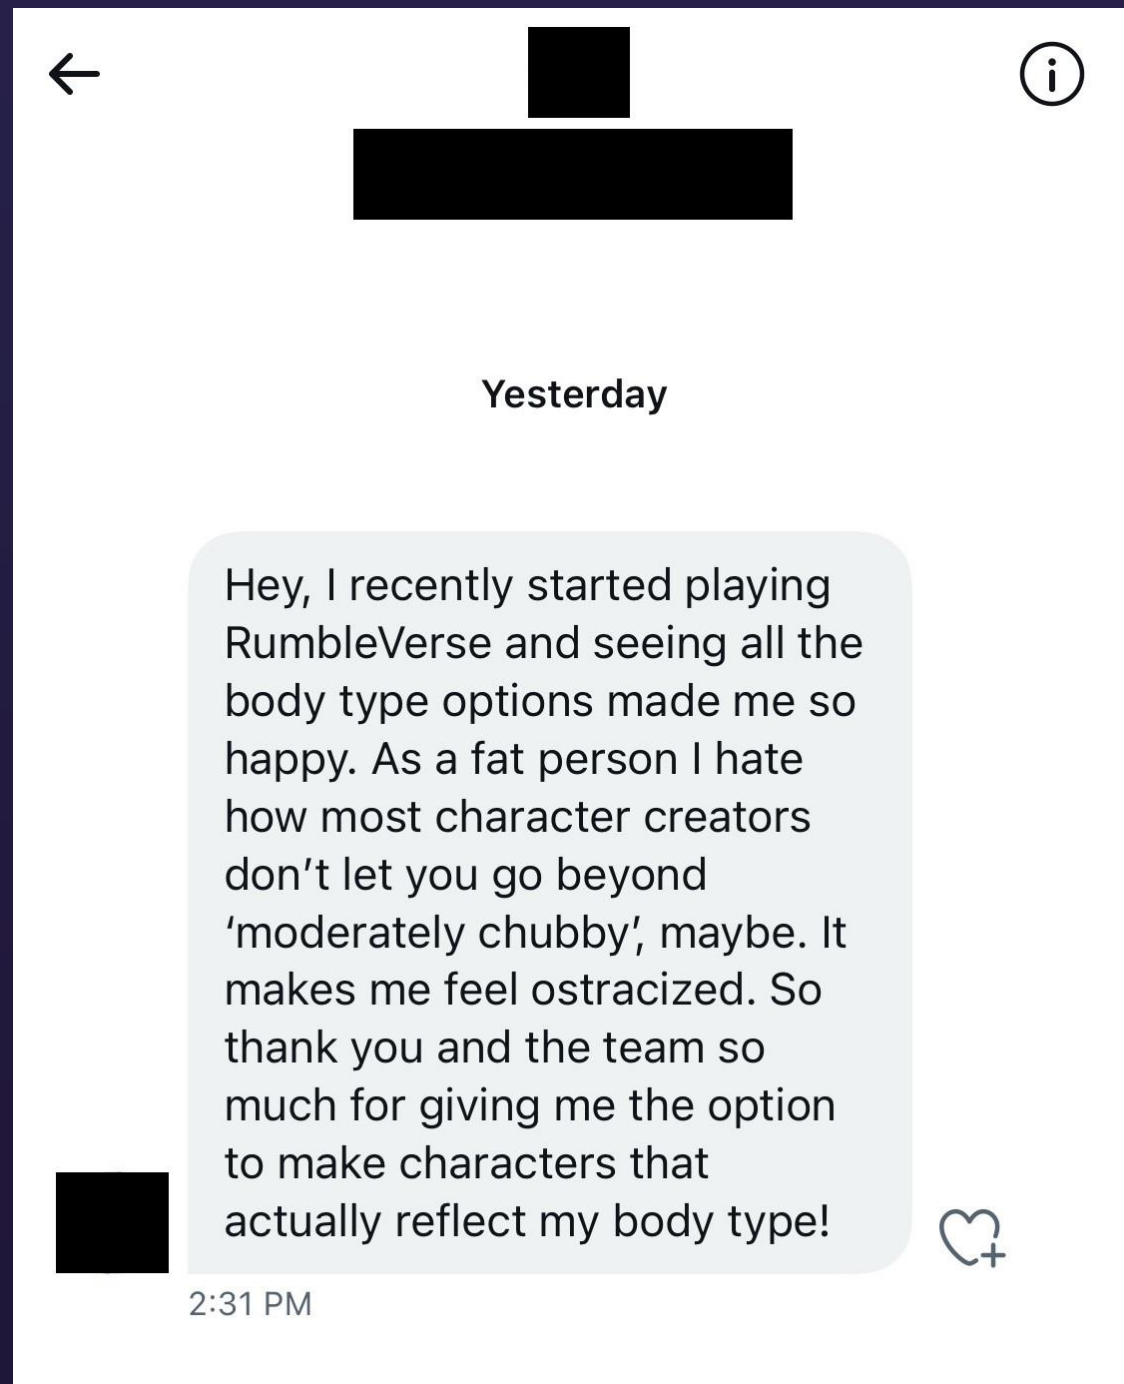 Yesterday
Hey, I recently started playing
RumbleVerse and seeing all the
body type options made me so
happy. As a fat person I hate
how most character creators
don’t let you go beyond
‘moderately chubby’, maybe. It
makes me feel ostracized. So
thank you and the team so
much for giving me the option
to make characters that
actually reflect my body type!
2:31 PM